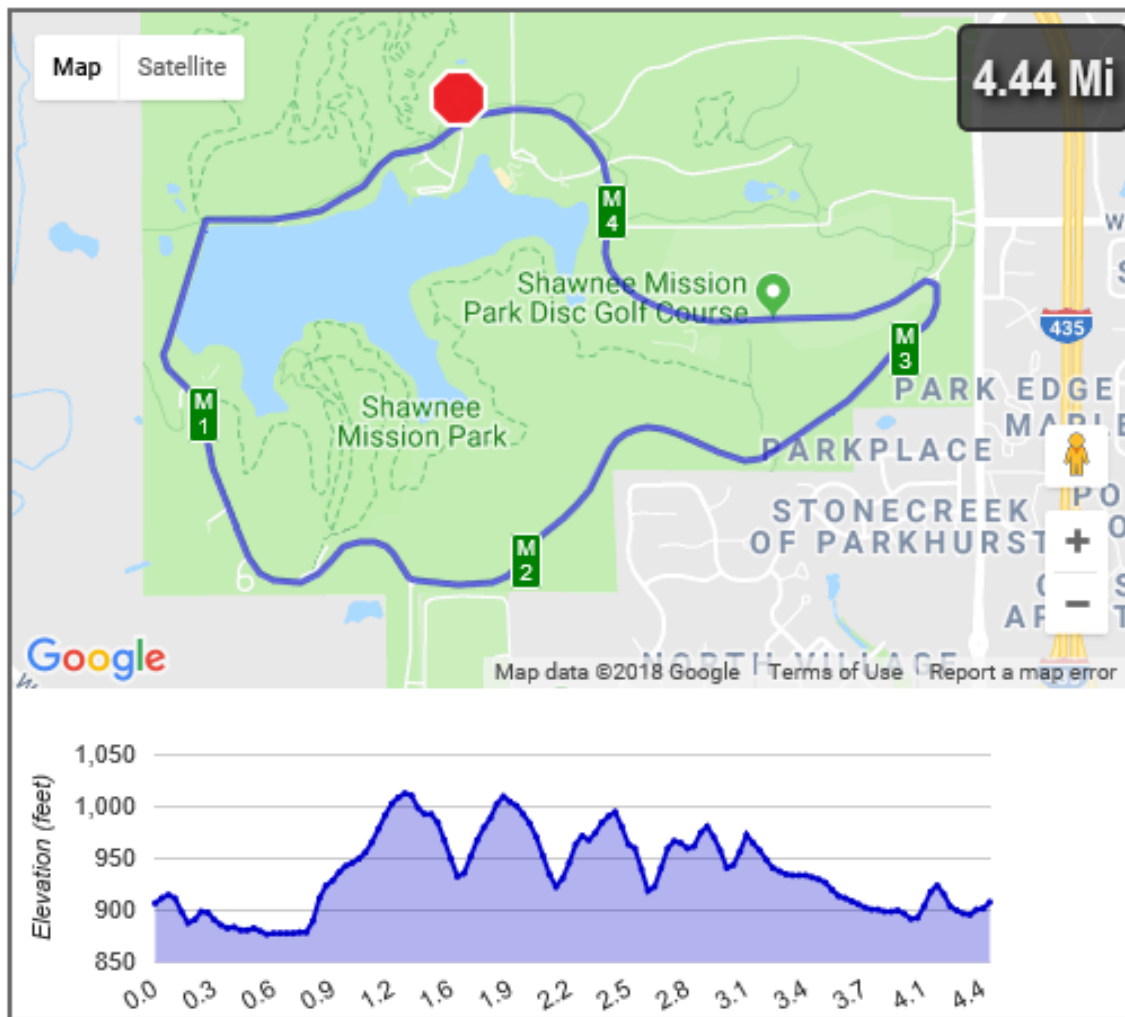 Map Satellite
4.44 Mi
M
4
W
S
Shawnee Mission
Park Disc Golf Course
435
M
3
M
1
PARK EDGE
Shawnee
Mission Park
PARKPLACE
STONECREEK
OF PARKHURST
M
2
+
−
NORTH VILLAGE
Google
Map data ©2018 Google Terms of Use Report a map error
Elevation (feet)
1,050
1,000
950
900
850
0.0 0.3 0.6 0.9 1.2 1.6 1.9 2.2 2.5 2.8 3.1 3.4 3.7 4.1 4.4